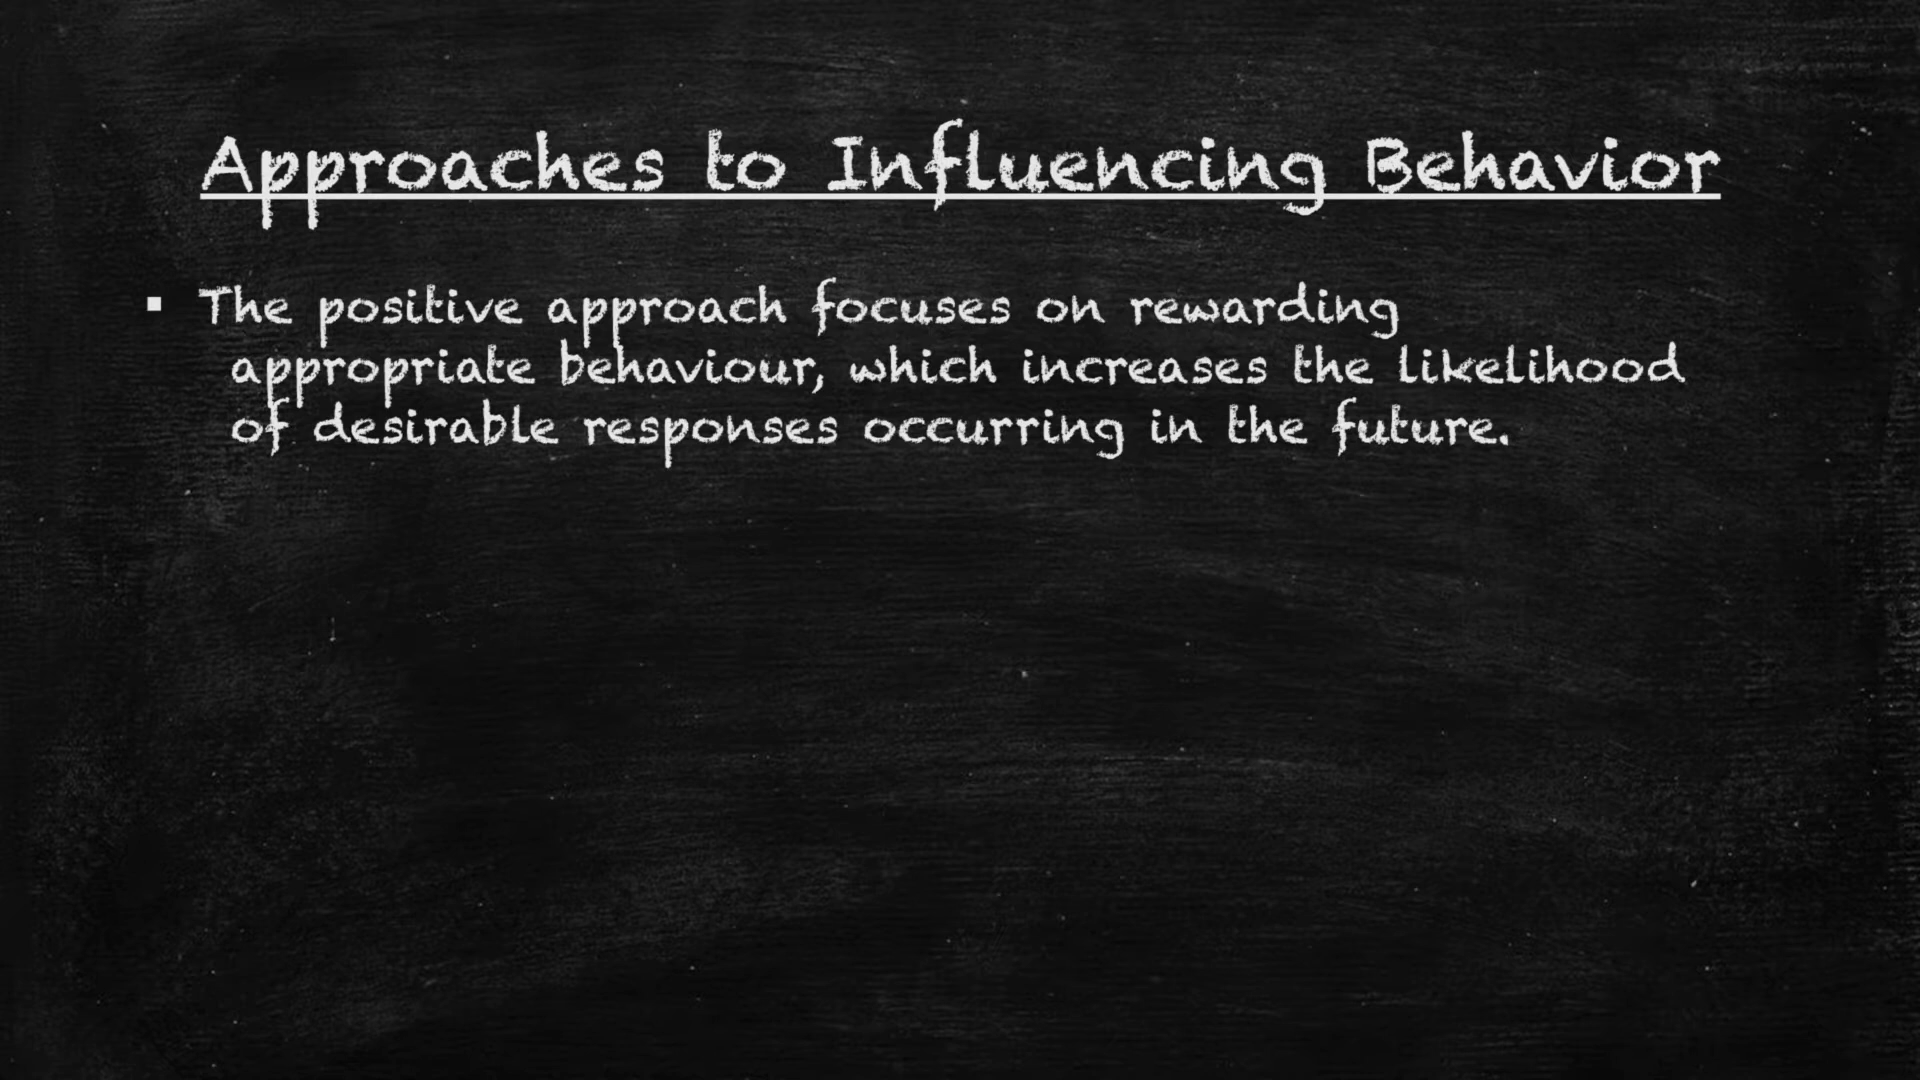 Approaches to Influencing Behavior
▪ The positive approach focuses on rewarding
appropriate behaviour, which increases the likelihood
of desirable responses occurring in the future.